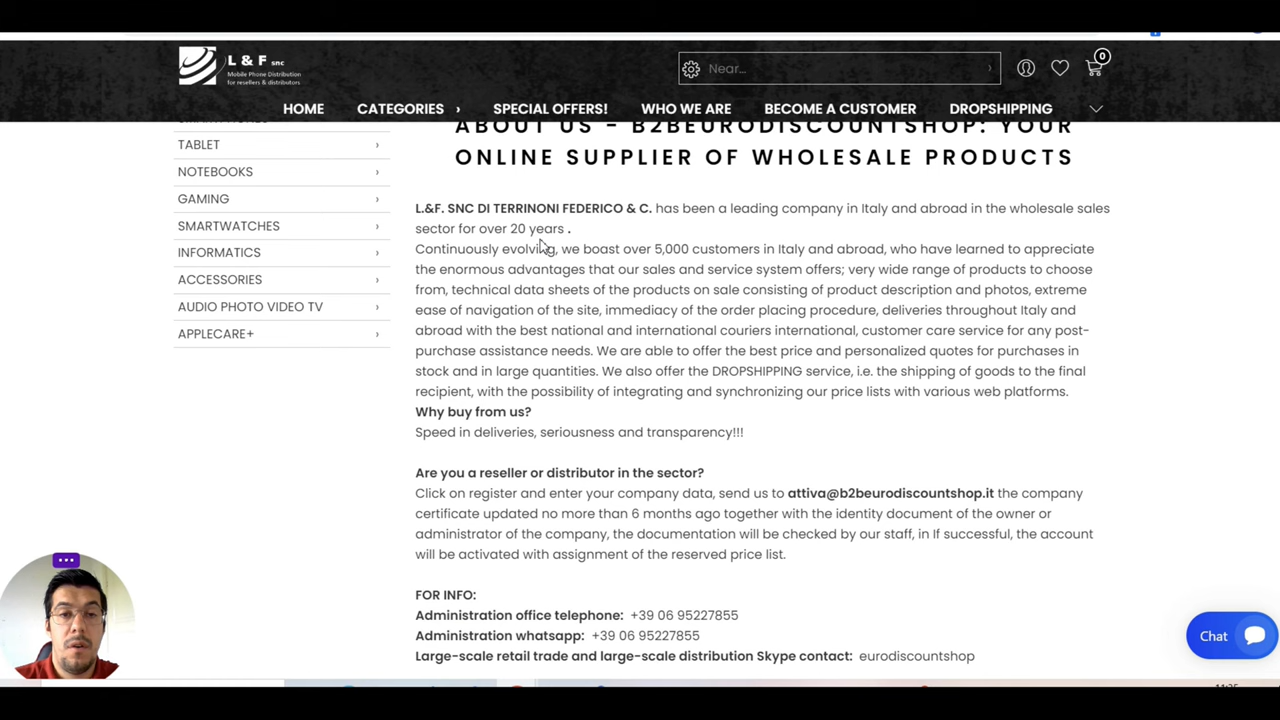 L & F snc
Mobile Phone Distribution
for resellers & distributors
Near...
0
HOME
CATEGORIES
SPECIAL OFFERS!
WHO WE ARE
BECOME A CUSTOMER
DROPSHIPPING
TABLET
NOTEBOOKS
GAMING
SMARTWATCHES
INFORMATICS
ACCESSORIES
AUDIO PHOTO VIDEO TV
APPLECARE+
ABOUT US - B2BEURODISCOUNTSHOP: YOUR
ONLINE SUPPLIER OF WHOLESALE PRODUCTS
L.&F. SNC DI TERRINONI FEDERICO & C. has been a leading company in Italy and abroad in the wholesale sales
sector for over 20 years .
Continuously evolving, we boast over 5,000 customers in Italy and abroad, who have learned to appreciate
the enormous advantages that our sales and service system offers; very wide range of products to choose
from, technical data sheets of the products on sale consisting of product description and photos, extreme
ease of navigation of the site, immediacy of the order placing procedure, deliveries throughout Italy and
abroad with the best national and international couriers international, customer care service for any post-
purchase assistance needs. We are able to offer the best price and personalized quotes for purchases in
stock and in large quantities. We also offer the DROPSHIPPING service, i.e. the shipping of goods to the final
recipient, with the possibility of integrating and synchronizing our price lists with various web platforms.
Why buy from us?
Speed in deliveries, seriousness and transparency!!!
Are you a reseller or distributor in the sector?
Click on register and enter your company data, send us to attiva@b2beurodiscountshop.it the company
certificate updated no more than 6 months ago together with the identity document of the owner or
administrator of the company, the documentation will be checked by our staff, in If successful, the account
will be activated with assignment of the reserved price list.
FOR INFO:
Administration office telephone: +39 06 95227855
Administration whatsapp: +39 06 95227855
Large-scale retail trade and large-scale distribution Skype contact: eurodiscountshop
Chat